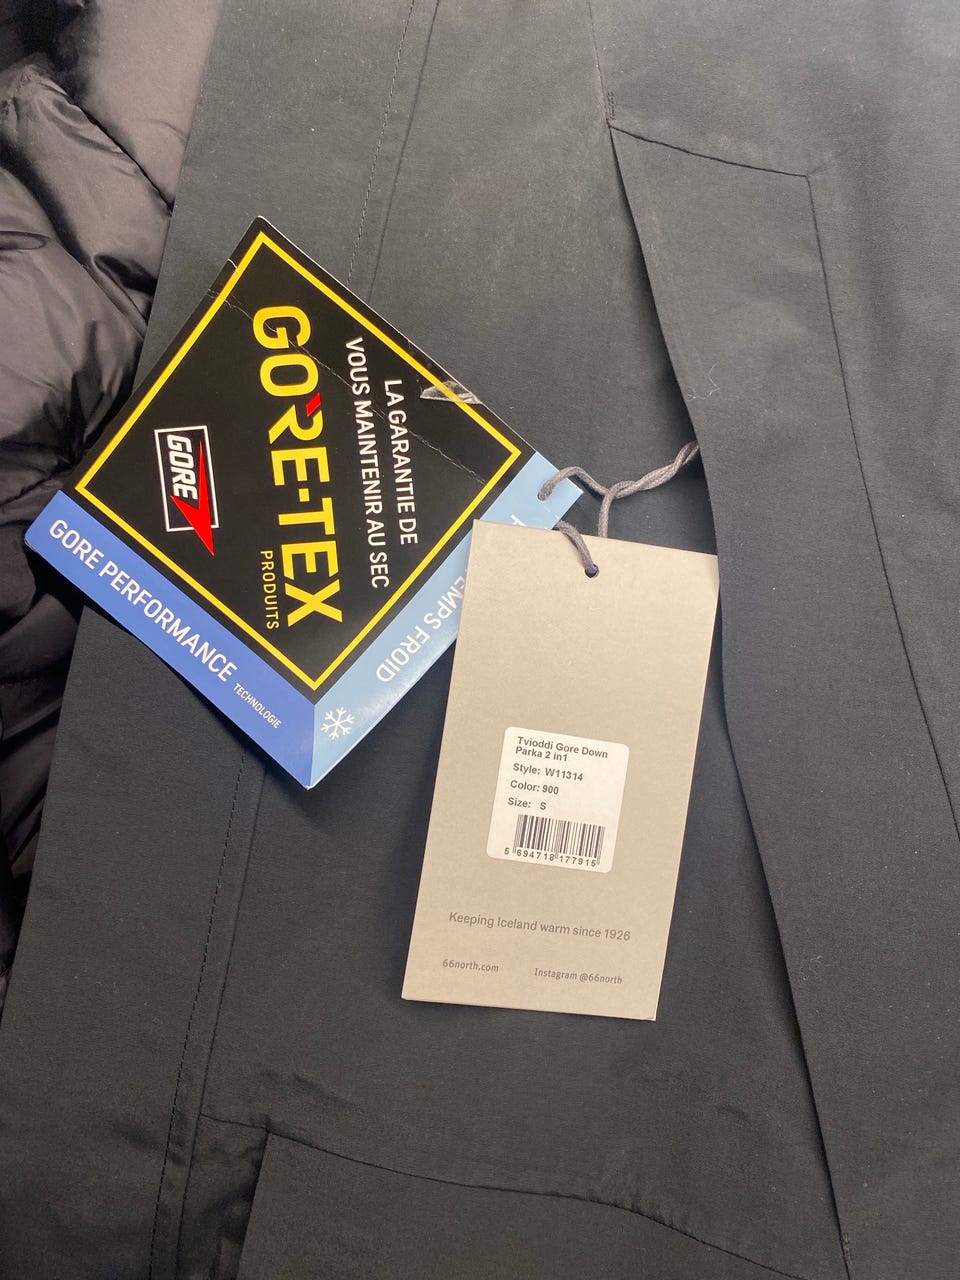 LA GARANTIE DE
VOUS MAINTENIR AU SEC
GORE-TEX
PRODUITS
GORE
GORE PERFORMANCE TECHNOLOGIE
FROID
Tvioddi Gore Down
Parka 2 in1
Style: W11314
Color: 900
Size: S
5 694718 177915
Keeping Iceland warm since 1926
66north.com Instagram @66north